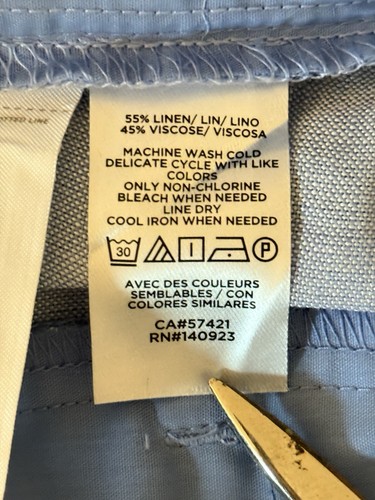 OTTED LINE
55% LINEN/ LIN/ LINO
45% VISCOSE/ VISCOSA
MACHINE WASH COLD
DELICATE CYCLE WITH LIKE
COLORS
ONLY NON-CHLORINE
BLEACH WHEN NEEDED
LINE DRY
COOL IRON WHEN NEEDED
30 P
AVEC DES COULEURS
SEMBLABLES / CON
COLORES SIMILARES
CA#57421
RN#140923